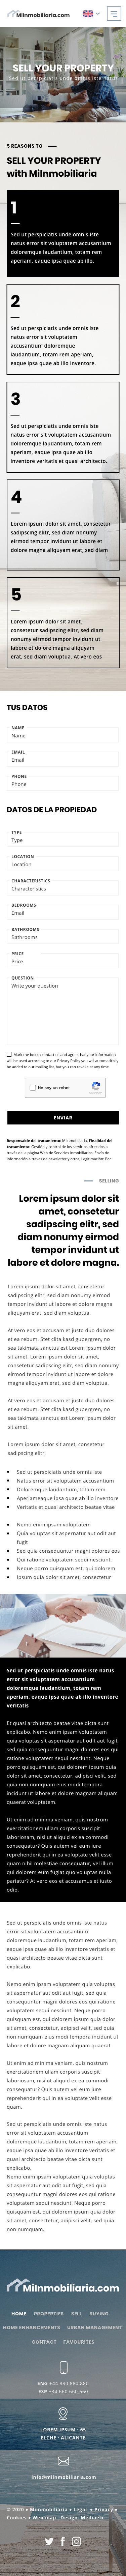 MiInmobiliaria.com
SELL YOUR PROPERTY
Sed ut perspiciatis unde omnis iste natus
5 REASONS TO
SELL YOUR PROPERTY
with MiInmobiliaria
1
Sed ut perspiciatis unde omnis iste
natus error sit voluptatem accusantium
doloremque laudantium, totam rem
aperiam, eaque ipsa quae ab illo.
2
Sed ut perspiciatis unde omnis iste
natus error sit voluptatem
accusantium doloremque
laudantium, totam rem aperiam,
eaque ipsa quae ab illo inventore.
3
Sed ut perspiciatis unde omnis iste
natus error sit voluptatem accusantium
doloremque laudantium, totam rem
aperiam, eaque ipsa quae ab illo
inventore veritatis et quasi architecto.
4
Lorem ipsum dolor sit amet, consetetur
sadipscing elitr, sed diam nonumy
eirmod tempor invidunt ut labore et
dolore magna aliquyam erat, sed diam
5
Lorem ipsum dolor sit amet,
consetetur sadipscing elitr, sed diam
nonumy eirmod tempor invidunt ut
labore et dolore magna aliquyam
erat, sed diam voluptua. At vero eos
TUS DATOS
NAME
Name
EMAIL
Email
PHONE
Phone
DATOS DE LA PROPIEDAD
TYPE
Type
LOCATION
Location
CHARACTERISTICS
Characteristics
BEDROOMS
Email
BATHROOMS
Bathrooms
PRICE
Price
QUESTION
Write your question
Mark the box to contact us and agree that your information
will be used according to our Privacy Policy you will automatically
be added to our mailing list, but you can revoke at any time
No soy un robot
ENVIAR
Responsable del tratamiento: MiInmobiliaria, Finalidad del
tratamiento: Gestión y control de los servicios ofrecidos a
través de la página Web de Servicios inmobiliarios, Envío de
información a traves de newsletter y otros, Legitimación: Por
SELLING
Lorem ipsum dolor sit
amet, consetetur
sadipscing elitr, sed
diam nonumy eirmod
tempor invidunt ut
labore et dolore magna.
Lorem ipsum dolor sit amet, consetetur
sadipscing elitr, sed diam nonumy eirmod
tempor invidunt ut labore et dolore magna
aliquyam erat, sed diam voluptua.
At vero eos et accusam et justo duo dolores
et ea rebum. Stet clita kasd gubergren, no
sea takimata sanctus est Lorem ipsum dolor
sit amet. Lorem ipsum dolor sit amet,
consetetur sadipscing elitr, sed diam nonumy
eirmod tempor invidunt ut labore et dolore
magna aliquyam erat, sed diam voluptua.
At vero eos et accusam et justo duo dolores
et ea rebum. Stet clita kasd gubergren, no
sea takimata sanctus est Lorem ipsum dolor
sit amet.
Lorem ipsum dolor sit amet, consetetur
sadipscing elitr.
• Sed ut perspiciatis unde omnis iste
• Natus error sit voluptatem accusantium
• Doloremque laudantium, totam rem
• Aperiameaque ipsa quae ab illo inventore
• Veritatis et quasi architecto beatae vitae
• Nemo enim ipsam voluptatem
• Quia voluptas sit aspernatur aut odit aut
fugit
• Sed quia consequuntur magni dolores eos
• Qui ratione voluptatem sequi nesciunt.
• Neque porro quisquam est, qui dolorem
• Ipsum quia dolor sit amet, consectetur
Sed ut perspiciatis unde omnis iste natus
error sit voluptatem accusantium
doloremque laudantium, totam rem
aperiam, eaque ipsa quae ab illo inventore
veritatis
Et quasi architecto beatae vitae dicta sunt
explicabo. Nemo enim ipsam voluptatem
quia voluptas sit aspernatur aut odit aut fugit,
sed quia consequuntur magni dolores eos qui
ratione voluptatem sequi nesciunt. Neque
porro quisquam est, qui dolorem ipsum quia
dolor sit amet, consectetur, adipisci velit, sed
quia non numquam eius modi tempora
incidunt ut labore et dolore magnam aliquam
quaerat voluptatem.
Ut enim ad minima veniam, quis nostrum
exercitationem ullam corporis suscipit
laboriosam, nisi ut aliquid ex ea commodi
consequatur? Quis autem vel eum iure
reprehenderit qui in ea voluptate velit esse
quam nihil molestiae consequatur, vel illum
qui dolorem eum fugiat quo voluptas nulla
pariatur? At vero eos et accusamus et iusto
odio.
Sed ut perspiciatis unde omnis iste natus
error sit voluptatem accusantium
doloremque laudantium, totam rem aperiam,
eaque ipsa quae ab illo inventore veritatis et
quasi architecto beatae vitae dicta sunt
explicabo.
Nemo enim ipsam voluptatem quia voluptas
sit aspernatur aut odit aut fugit, sed quia
consequuntur magni dolores eos qui ratione
voluptatem sequi nesciunt. Neque porro
quisquam est, qui dolorem ipsum quia dolor
sit amet, consectetur, adipisci velit, sed quia
non numquam eius modi tempora incidunt ut
labore et dolore magnam aliquam quaerat
Ut enim ad minima veniam, quis nostrum
exercitationem ullam corporis suscipit
laboriosam, nisi ut aliquid ex ea commodi
consequatur? Quis autem vel eum iure
reprehenderit qui in ea voluptate velit esse
quam.
Sed ut perspiciatis unde omnis iste natus
error sit voluptatem accusantium
doloremque laudantium, totam rem aperiam,
eaque ipsa quae ab illo inventore veritatis et
quasi architecto beatae vitae dicta sunt
explicabo.
Nemo enim ipsam voluptatem quia voluptas
sit aspernatur aut odit aut fugit, sed quia
consequuntur magni dolores eos qui ratione
voluptatem sequi nesciunt. Neque porro
quisquam est, qui dolorem ipsum quia dolor
sit amet, consectetur, adipisci velit, sed quia
non numquam.
MiInmobiliaria.com
HOME PROPERTIES SELL BUYING
HOME ENHANCEMENTS URBAN MANAGEMENT
CONTACT FAVOURITES
ENG +44 880 880 880
ESP +34 660 660 660
LOREM IPSUM · 65
ELCHE · ALICANTE
info@miinmobiliaria.com
© 2020 • MiInmobiliaria • Legal • Privacy •
Cookies • Web map Design: Mediaelx